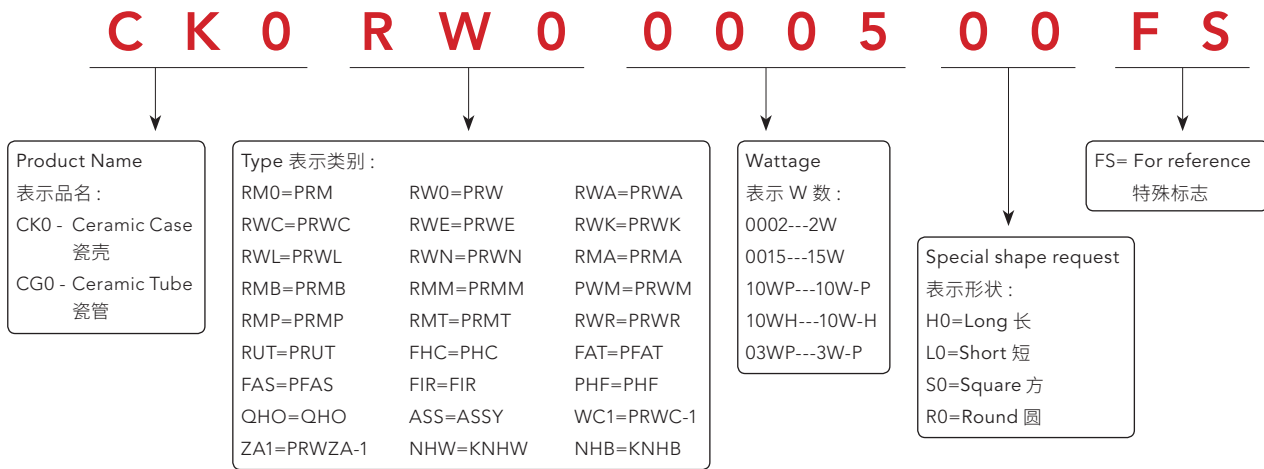 C K 0 R W 0 0 0 0 5 0 0 F S
Product Name
表示品名 :
CK0 - Ceramic Case
瓷壳
CG0 - Ceramic Tube
瓷管
Type 表示类别 :
RM0=PRM RW0=PRW RWA=PRWA
RWC=PRWC RWE=PRWE RWK=PRWK
RWL=PRWL RWN=PRWN RMA=PRMA
RMB=PRMB RMM=PRMM PWM=PRWM
RMP=PRMP RMT=PRMT RWR=PRWR
RUT=PRUT FHC=PHC FAT=PFAT
FAS=PFAS FIR=FIR PHF=PHF
QHO=QHO ASS=ASSY WC1=PRWC-1
ZA1=PRWZA-1 NHW=KNHW NHB=KNHB
Wattage
表示 W 数 :
0002---2W
0015---15W
10WP---10W-P
10WH---10W-H
03WP---3W-P
Special shape request
表示形状 :
H0=Long 长
L0=Short 短
S0=Square 方
R0=Round 圆
FS= For reference
特殊标志